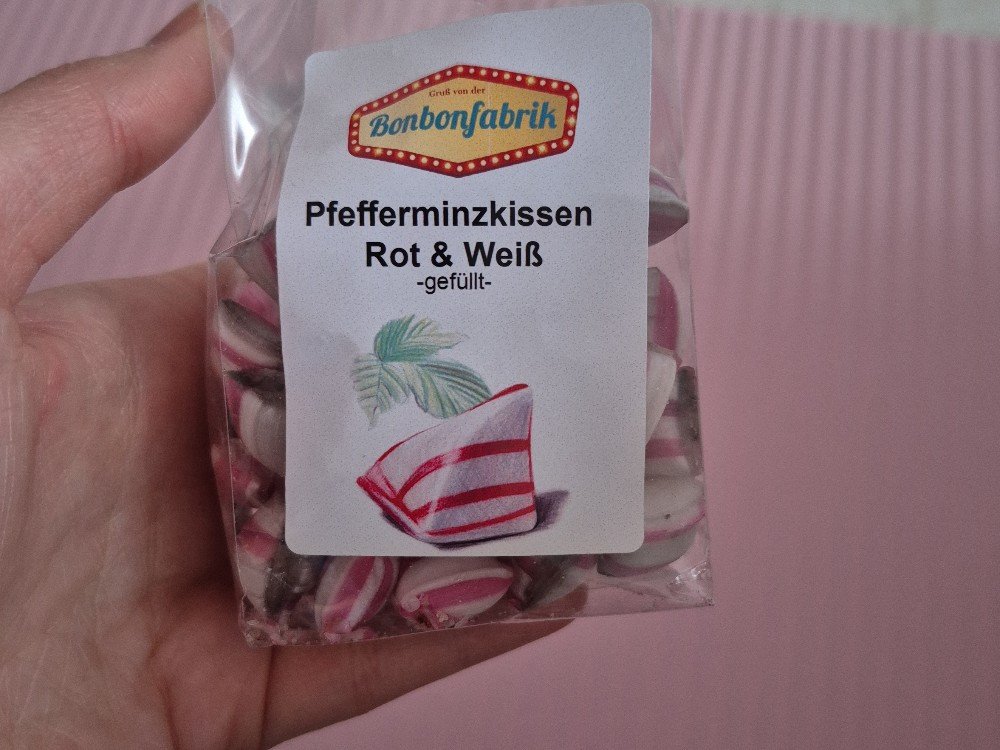 Gruß von der
Bonbonfabrik
Pfefferminzkissen
Rot & Weiß
-gefüllt-